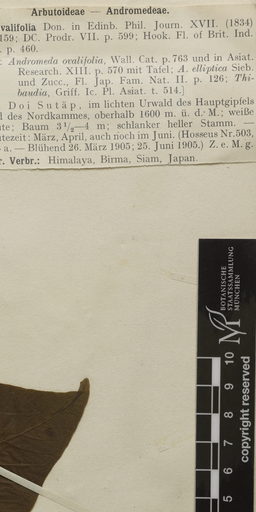 Arbutoideae — Andromedeae.
valifolia Don. in Edinb. Phil. Journ. XVII. (1834)
159; DC. Prodr. VII. p. 599; Hook. Fl. of Brit. Ind.
p. 460.
: Andromeda ovalifolia, Wall. Cat. p. 763 und in Asiat.
Research. XIII. p. 570 mit Tafel; A. elliptica Sieb.
und Zucc., Fl. Jap. Fam. Nat. II. p. 126; Thi-
baudia, Griff. Ic. Pl. Asiat. t. 514.]
Doi Sutäp, im lichten Urwald des Hauptgipfels
d des Nordkammes, oberhalb 1600 m. ü. d. M.; weiße
te; Baum 3½—4 m; schlanker heller Stamm. —
tezeit: März, April, auch noch im Juni. (Hosseus Nr. 503,
a. — Blühend 26. März 1905; 25. Juni 1905.) Z. e. M. g.
r. Verbr.: Himalaya, Birma, Siam, Japan
BOTANISCHE
STAATSSAMMLUNG
MÜNCHEN
M
5 6 7 8 9 10
copyright reserved